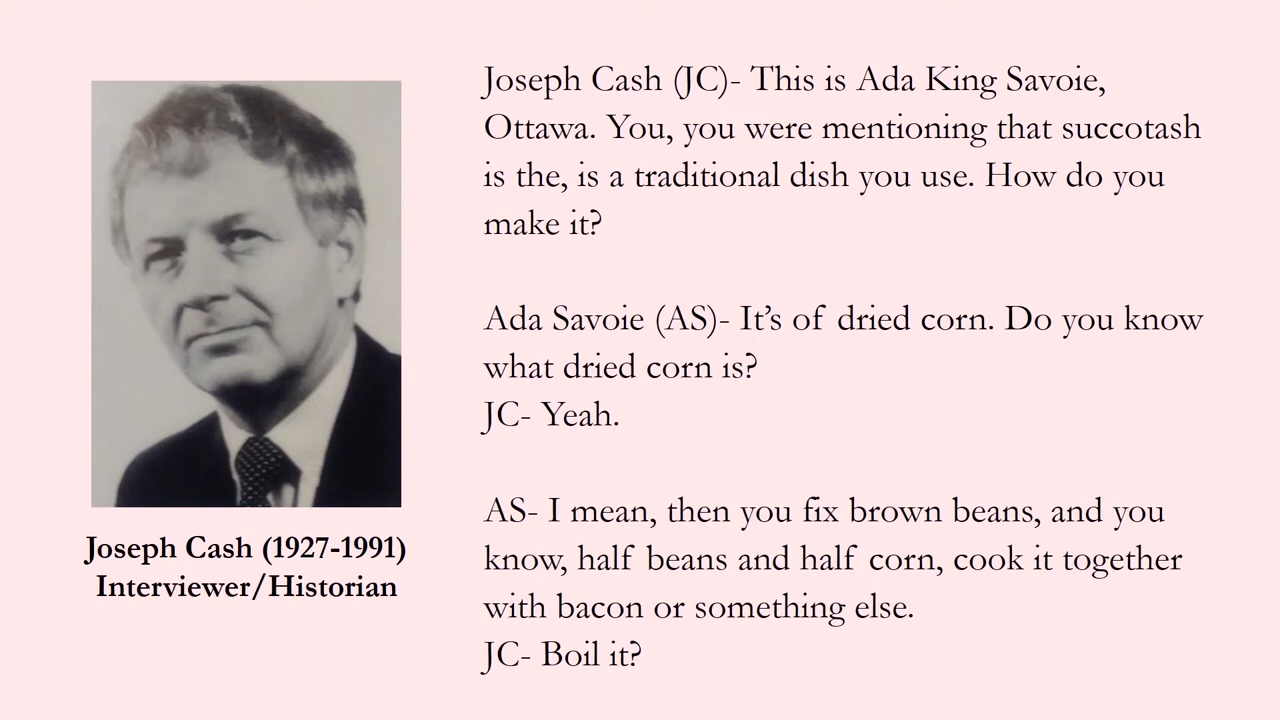 Joseph Cash (JC)- This is Ada King Savoie,
Ottawa. You, you were mentioning that succotash
is the, is a traditional dish you use. How do you
make it?
Ada Savoie (AS)- It’s of dried corn. Do you know
what dried corn is?
JC- Yeah.
AS- I mean, then you fix brown beans, and you
know, half beans and half corn, cook it together
with bacon or something else.
JC- Boil it?
Joseph Cash (1927-1991)
Interviewer/Historian